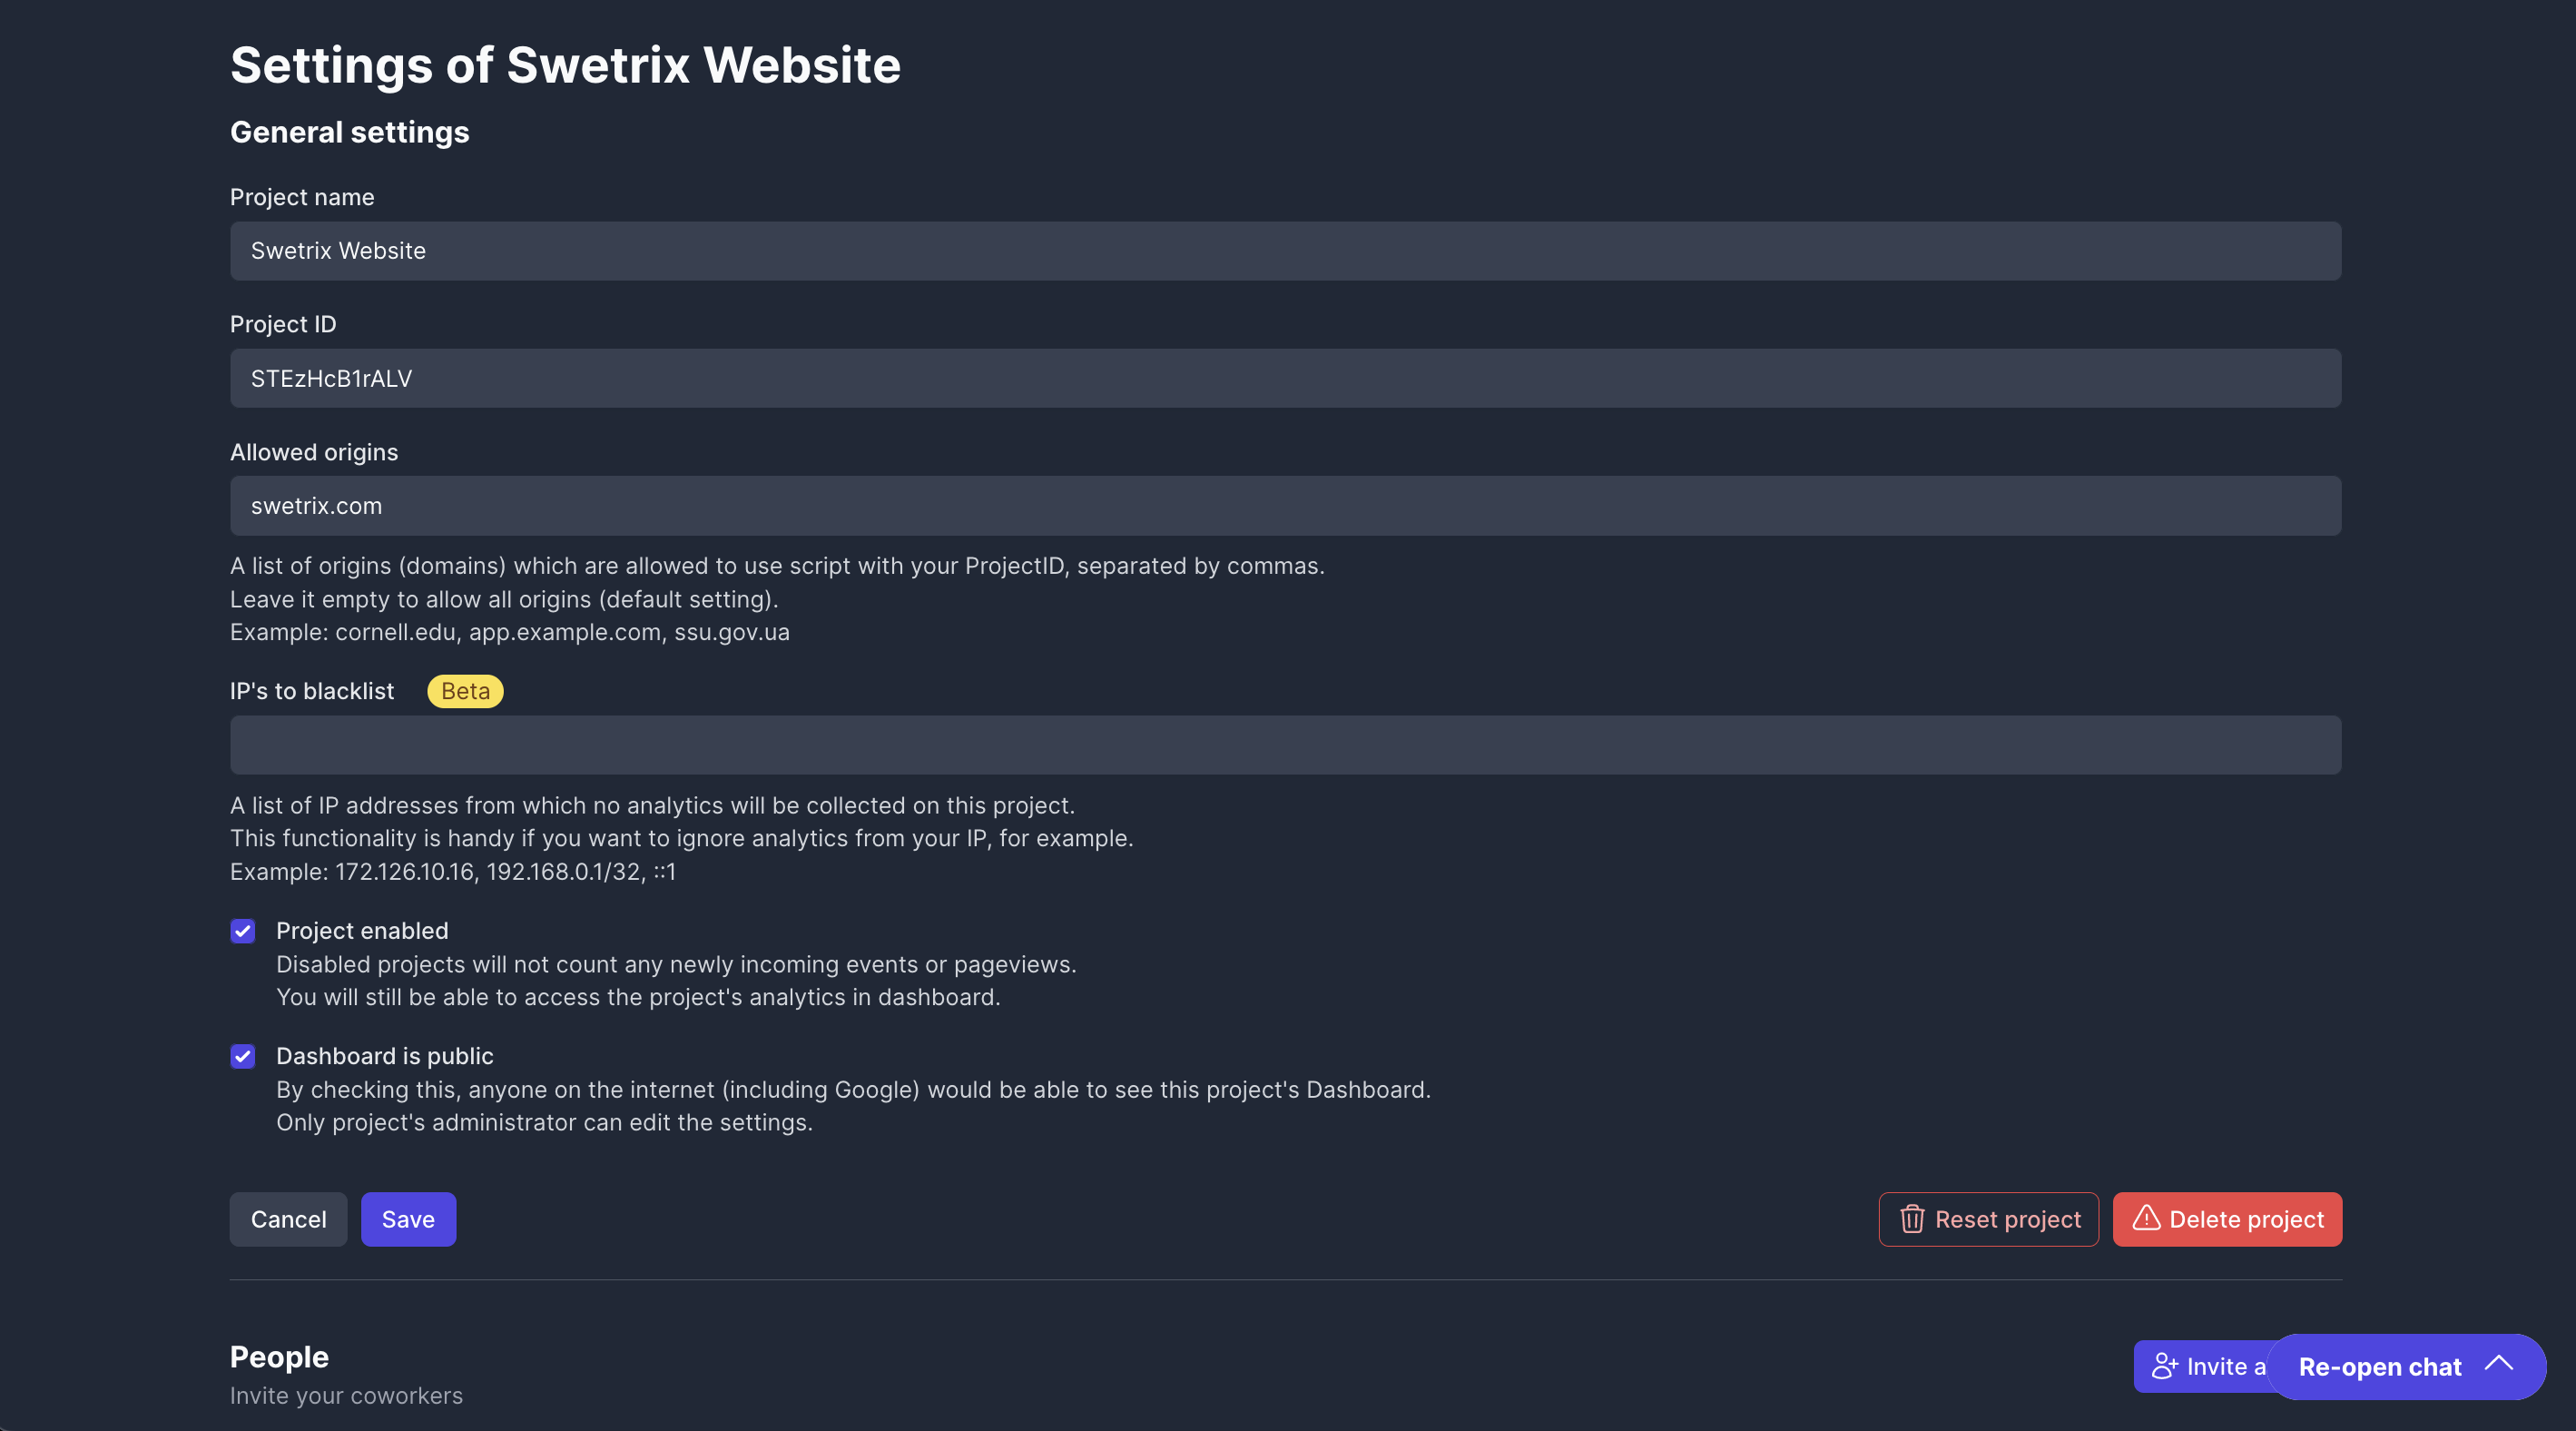 Settings of Swetrix Website
General settings
Project name
Swetrix Website
Project ID
STEzHcB1rALV
Allowed origins
swetrix.com
A list of origins (domains) which are allowed to use script with your ProjectID, separated by commas.
Leave it empty to allow all origins (default setting).
Example: cornell.edu, app.example.com, ssu.gov.ua
IP's to blacklist Beta
A list of IP addresses from which no analytics will be collected on this project.
This functionality is handy if you want to ignore analytics from your IP, for example.
Example: 172.126.10.16, 192.168.0.1/32, ::1
Project enabled
Disabled projects will not count any newly incoming events or pageviews.
You will still be able to access the project's analytics in dashboard.
Dashboard is public
By checking this, anyone on the internet (including Google) would be able to see this project's Dashboard.
Only project's administrator can edit the settings.
Cancel Save Reset project Delete project
People
Invite a Re-open chat
Invite your coworkers